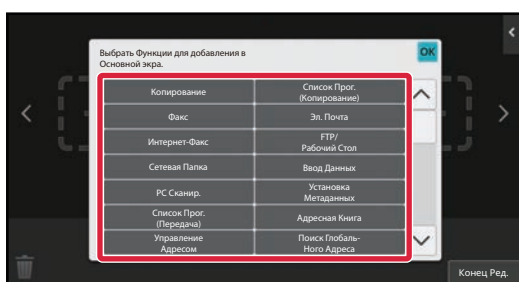 Выбрать Функции для добавления в
Основной экра.
OK
Копирование
Список Прог.
(Копирование)
Факс
Эл. Почта
Интернет-Факс
FTP/
Рабочий Стол
Сетевая Папка
Ввод Данных
PC Сканир.
Установка
Метаданных
Список Прог.
(Передача)
Адресная Книга
Управление
Адресом
Поиск Глобаль-
Ного Адреса
Конец Ред.